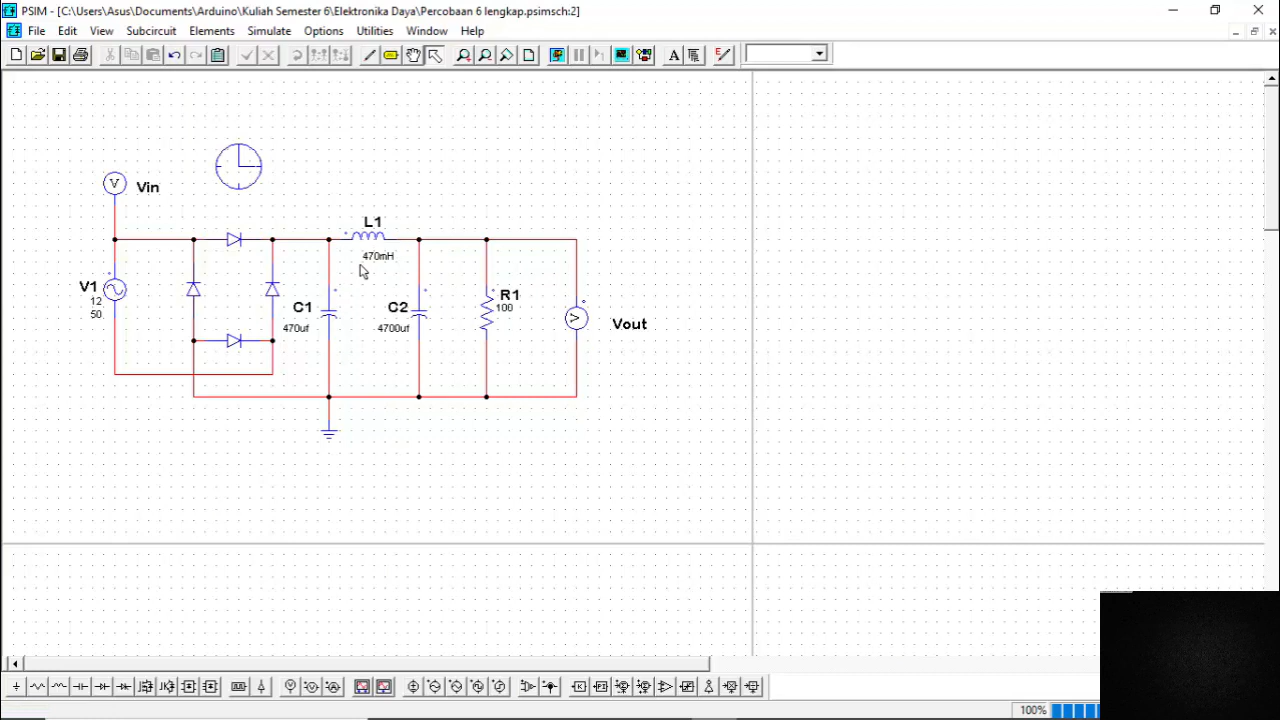 PSIM - [C:\Users\Asus\Documents\Arduino\Kuliah Semester 6\Elektronika Daya\Percobaan 6 lengkap.psimsch:2]
File Edit View Subcircuit Elements Simulate Options Utilities Window Help
V Vin
L1
470mH
V1
12
50
C1
470uf
C2
4700uf
R1
100
V
Vout
100%